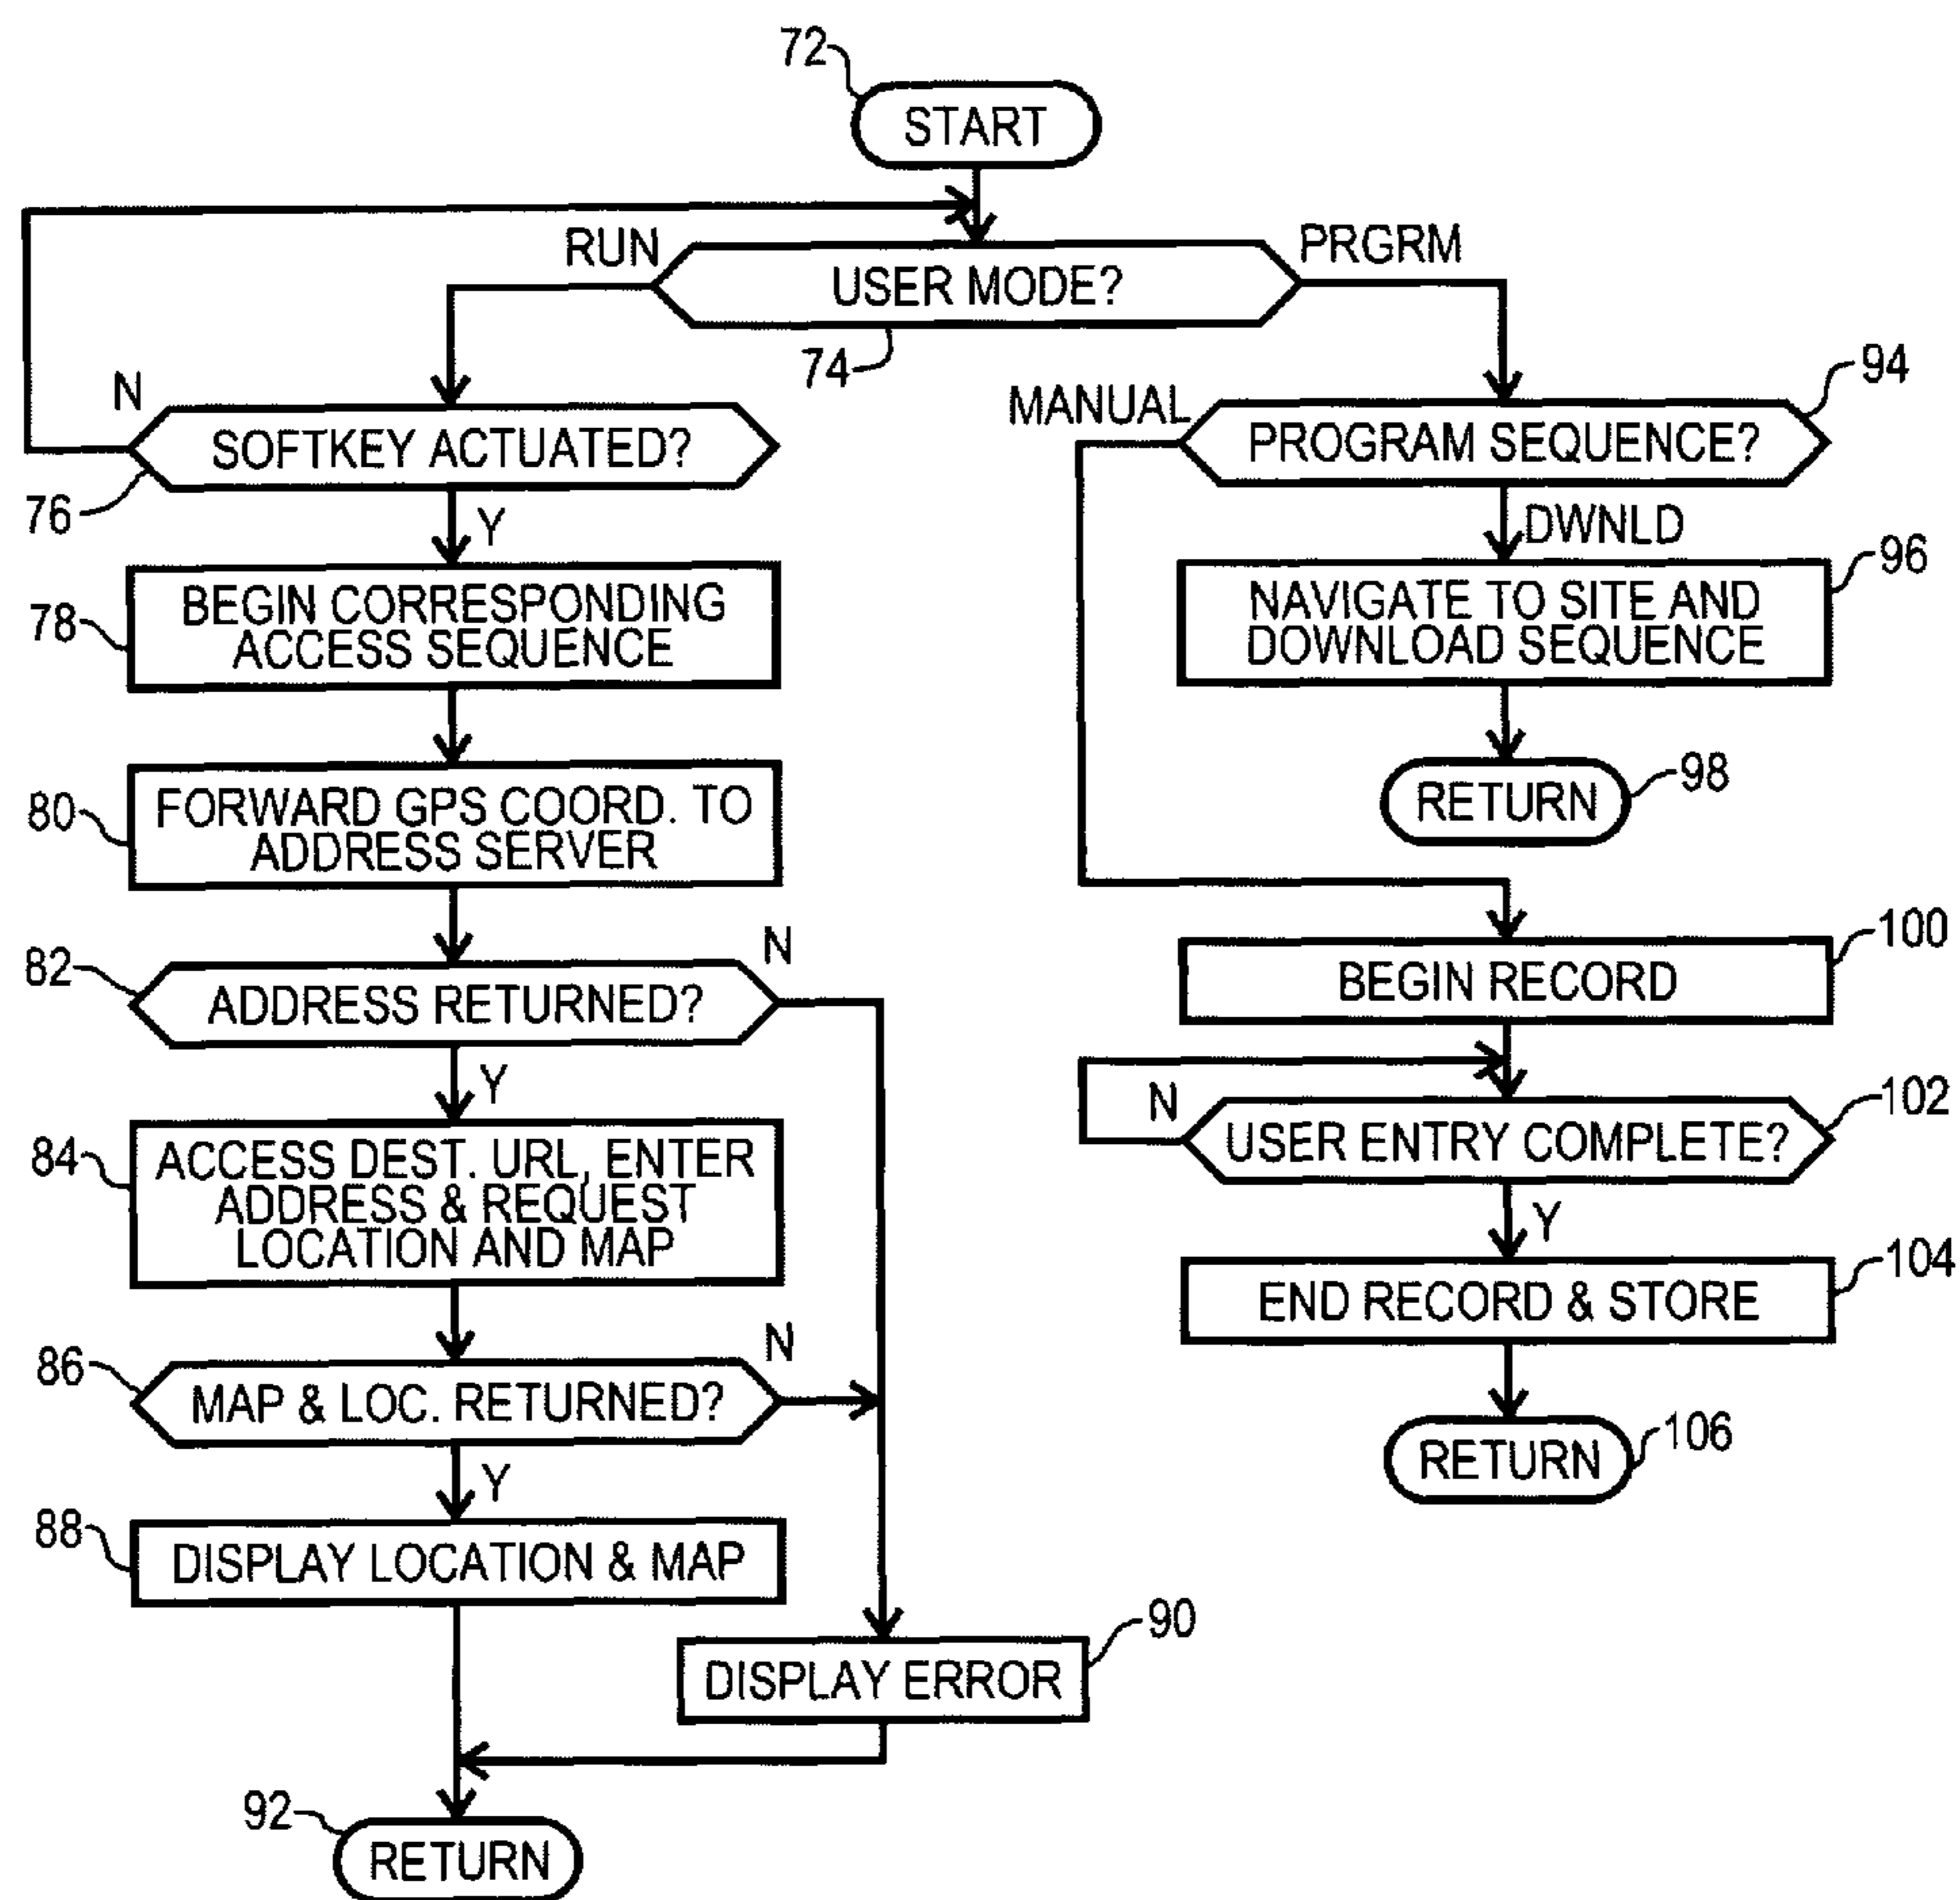 72
START
RUN
USER MODE?
PRGRM
74
N
SOFTKEY ACTUATED?
76
Y
BEGIN CORRESPONDING
ACCESS SEQUENCE
78
FORWARD GPS COORD. TO
ADDRESS SERVER
80
82
ADDRESS RETURNED?
N
Y
84
ACCESS DEST. URL, ENTER
ADDRESS & REQUEST
LOCATION AND MAP
86
MAP & LOC. RETURNED?
N
Y
88
DISPLAY LOCATION & MAP
90
DISPLAY ERROR
92
RETURN
94
MANUAL
PROGRAM SEQUENCE?
DWNLD
96
NAVIGATE TO SITE AND
DOWNLOAD SEQUENCE
RETURN
98
100
BEGIN RECORD
N
102
USER ENTRY COMPLETE?
Y
104
END RECORD & STORE
RETURN
106